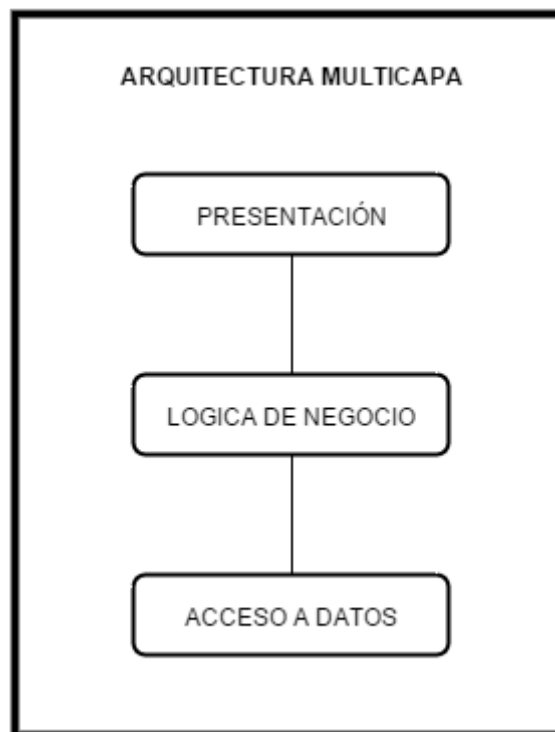 ARQUITECTURA MULTICAPA
PRESENTACIÓN
LOGICA DE NEGOCIO
ACCESO A DATOS